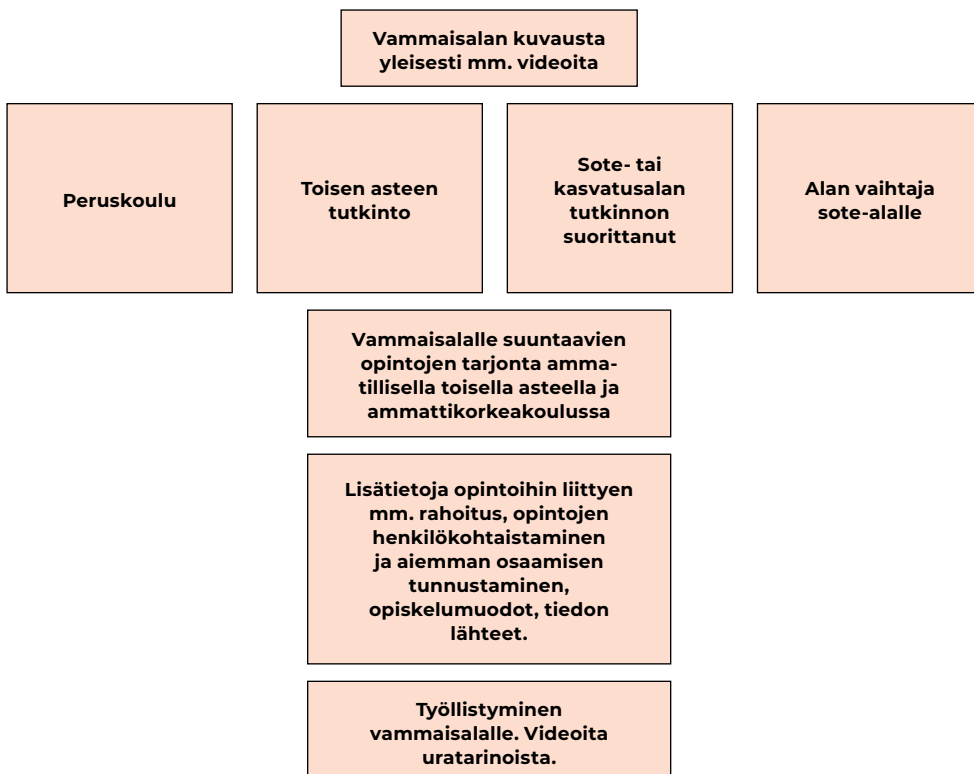 Vammaisalan kuvausta
yleisesti mm. videoita
Peruskoulu
Toisen asteen
tutkinto
Sote- tai
kasvatusalan
tutkinnon
suorittanut
Alan vaihtaja
sote-alalle
Vammaisalalle suuntaavien
opintojen tarjonta amma-
tillisella toisella asteella ja
ammattikorkeakoulussa
Lisätietoja opintoihin liittyen
mm. rahoitus, opintojen
henkilökohtaistaminen
ja aiemman osaamisen
tunnustaminen,
opiskelumuodot, tiedon
lähteet.
Työllistyminen
vammaisalalle. Videoita
uratarinoista.